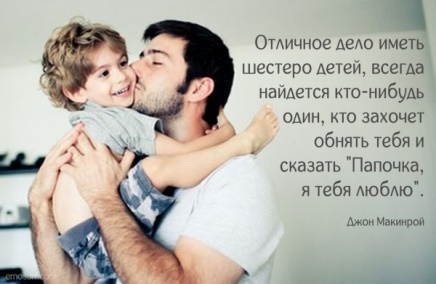 Отличное дело иметь
шестеро детей, всегда
найдется кто-нибудь
один, кто захочет
обнять тебя и
сказать "Папочка,
я тебя люблю".
Джон Макинрой